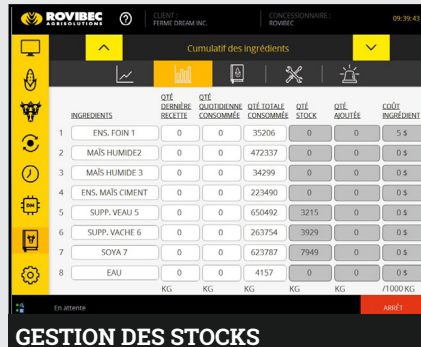 ROVIBEC
AGRISOLUTIONS
?
CLIENT :
FERME DREAM INC.
CONCESSIONNAIRE :
ROVIBEC
09:39:43
Cumulatif des ingrédients
INGREDIENTS QTÉ DERNIÈRE RECETTE QTÉ QUOTIDIENNE CONSOMMÉE QTÉ TOTALE CONSOMMÉE QTÉ STOCK QTÉ AJOUTÉE COÛT INGRÉDIENT
1 ENS. FOIN 1 0 0 35206 0 0 5 $
2 MAÏS HUMIDE2 0 0 472337 0 0 0 $
3 MAÏS HUMIDE 3 0 0 34299 0 0 0 $
4 ENS. MAÏS CIMENT 0 0 223490 0 0 0 $
5 SUPP. VEAU 5 0 0 650492 3215 0 0 $
6 SUPP. VACHE 6 0 0 263754 3929 0 0 $
7 SOYA 7 0 0 623787 7949 0 0 $
8 EAU 0 0 4157 0 0 0 $
KG KG KG KG KG /1000 KG
DM
En attente
ARRÊT
GESTION DES STOCKS